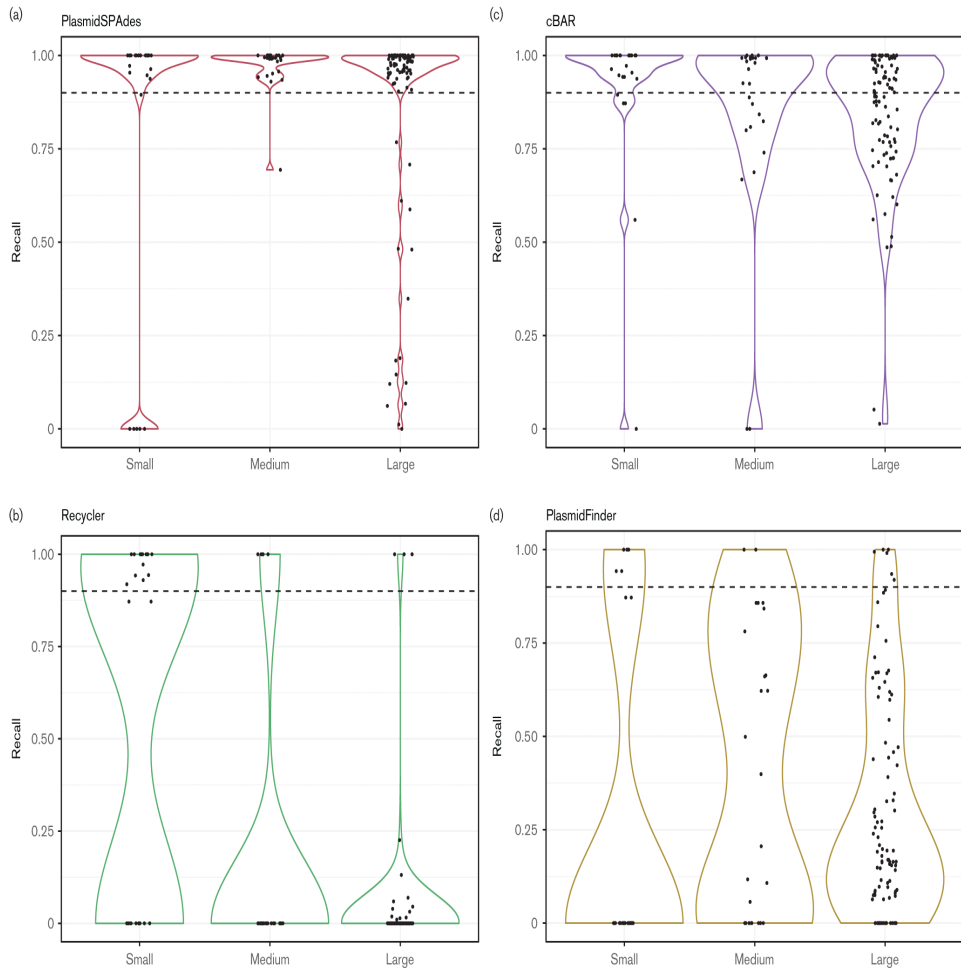 (a)
PlasmidSPAdes
1.00
0.75
0.50
0.25
0
Recall
Small Medium Large
(c)
cBAR
1.00
0.75
0.50
0.25
0
Recall
Small Medium Large
(b)
Recycler
1.00
0.75
0.50
0.25
0
Recall
Small Medium Large
(d)
PlasmidFinder
1.00
0.75
0.50
0.25
0
Recall
Small Medium Large